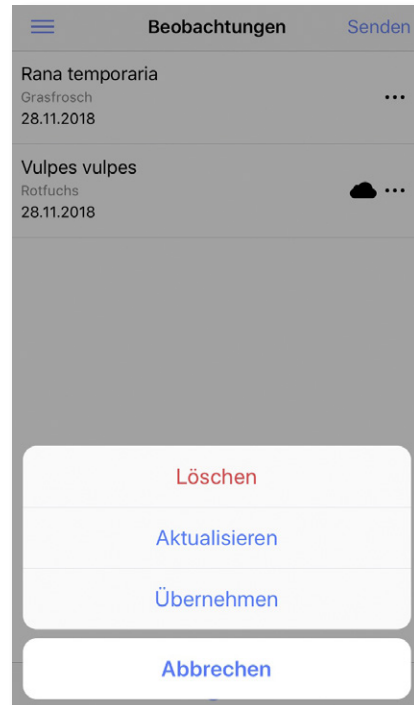 Beobachtungen
Senden
Rana temporaria
Grasfrosch
28.11.2018
Vulpes vulpes
Rotfuchs
28.11.2018
Löschen
Aktualisieren
Übernehmen
Abbrechen